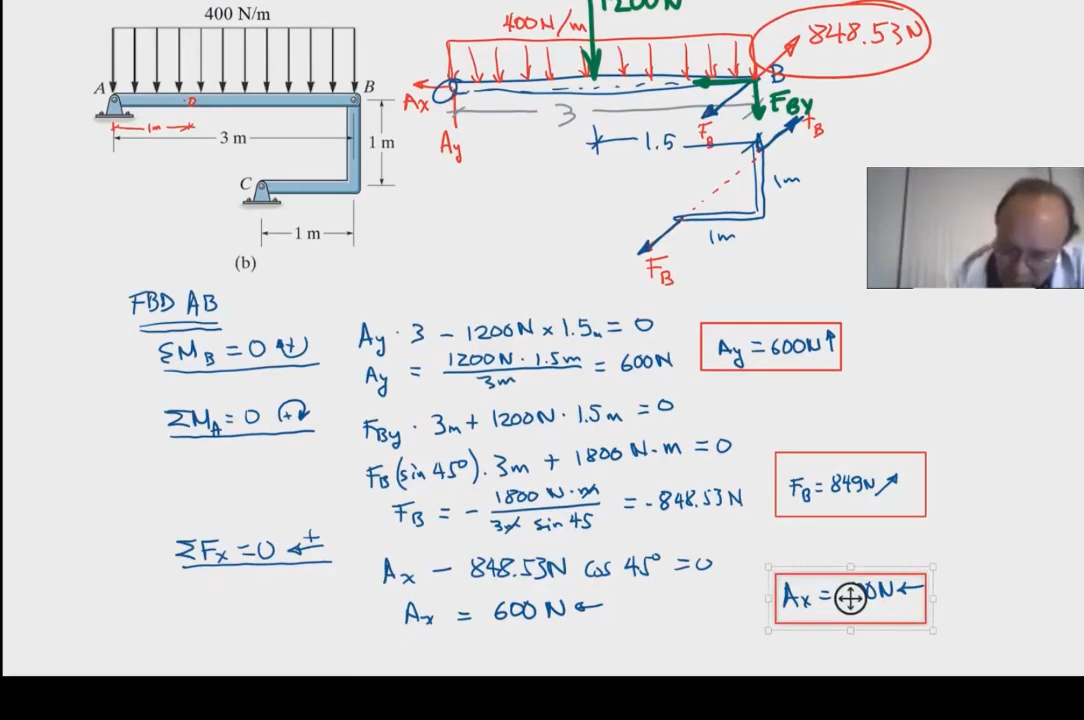 400 N/m
A
B
1m
3 m
1 m
C
1 m
(b)
1200N
400N/m
848.53N
B
Ax
Ay
3
FBy
FB
FB
1.5
1m
1m
FB
FBD AB
ΣMB = 0 +
Ay · 3 - 1200N x 1.5m = 0
Ay = 1200N · 1.5m / 3m = 600N
Ay = 600N ↑
ΣMA = 0 +
FBy · 3m + 1200N · 1.5m = 0
FB (sin 45°) · 3m + 1800 N·m = 0
FB = - 1800 N·m / 3m sin 45 = -848.53N
FB = 849N ↗
ΣFx = 0 ← +
Ax - 848.53N cos 45° = 0
Ax = 600 N ←
Ax = 0N ←